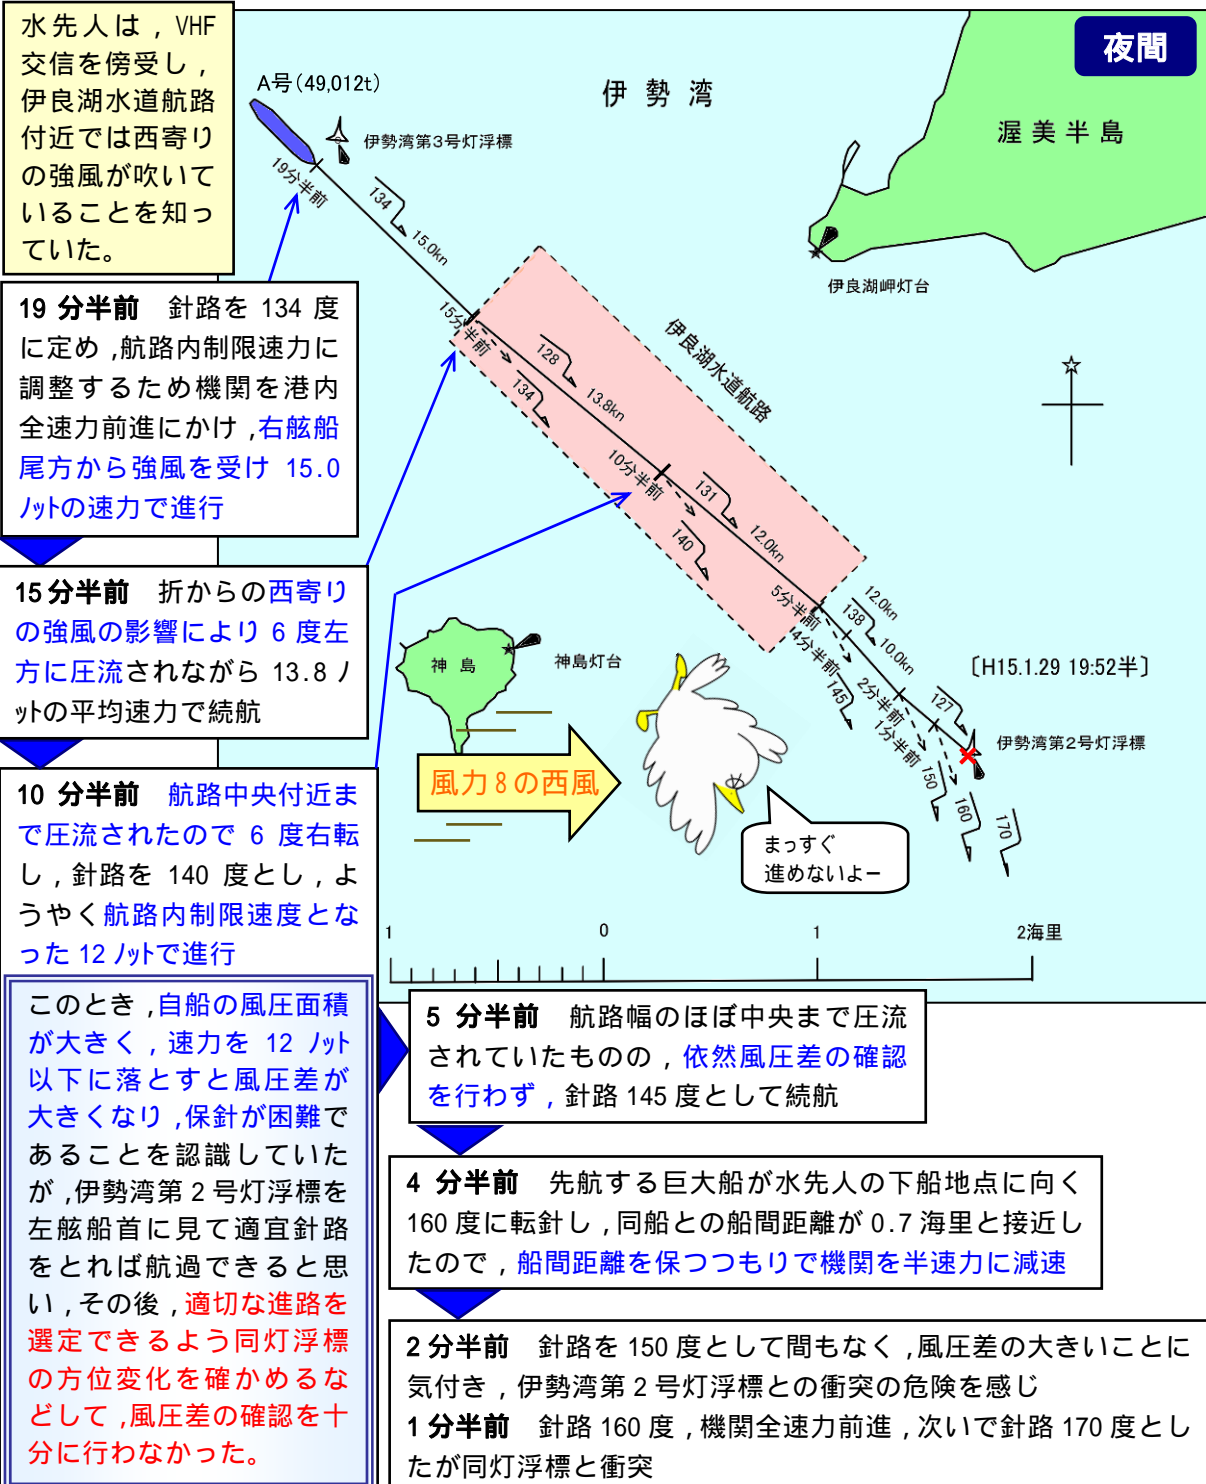 水先人は，VHF
交信を傍受し，
伊良湖水道航路
付近では西寄り
の強風が吹いて
いることを知っ
ていた。
夜間
A号(49,012t)
伊勢湾
渥美半島
伊勢湾第3号灯浮標
19分半前
134
15.0kn
伊良湖岬灯台
伊良湖水道航路
15分半前
128
13.8kn
134
10分半前
131
12.0kn
140
5分半前
12.0kn
138
4分半前
10.0kn
145
2分半前
127
1分半前
〔H15.1.29 19:52半〕
伊勢湾第2号灯浮標
150
160
170
神島
神島灯台
風力8の西風
まっすぐ
進めないよー
1
0
1
2海里
19 分半前　針路を 134 度
に定め，航路内制限速力に
調整するため機関を港内
全速力前進にかけ，右舷船
尾方から強風を受け 15.0
ﾉｯﾄの速力で進行
15分半前　折からの西寄り
の強風の影響により 6 度左
方に圧流されながら 13.8 ﾉ
ｯﾄの平均速力で続航
10 分半前　航路中央付近ま
で圧流されたので 6 度右転
し，針路を 140 度とし，よ
うやく航路内制限速度とな
った 12 ﾉｯﾄで進行
このとき，自船の風圧面積
が大きく，速力を 12 ﾉｯﾄ
以下に落とすと風圧差が
大きくなり，保針が困難で
あることを認識していた
が，伊勢湾第２号灯浮標を
左舷船首に見て適宜針路
をとれば航過できると思
い，その後，適切な進路を
選定できるよう同灯浮標
の方位変化を確かめるな
どして，風圧差の確認を十
分に行わなかった。
5 分半前　航路幅のほぼ中央まで圧流
されていたものの，依然風圧差の確認
を行わず，針路 145 度として続航
4 分半前　先航する巨大船が水先人の下船地点に向く
160 度に転針し，同船との船間距離が 0.7 海里と接近し
たので，船間距離を保つつもりで機関を半速力に減速
2 分半前　針路を 150 度として間もなく，風圧差の大きいことに
気付き，伊勢湾第２号灯浮標との衝突の危険を感じ
1 分半前　針路 160 度，機関全速力前進，次いで針路 170 度とし
たが同灯浮標と衝突